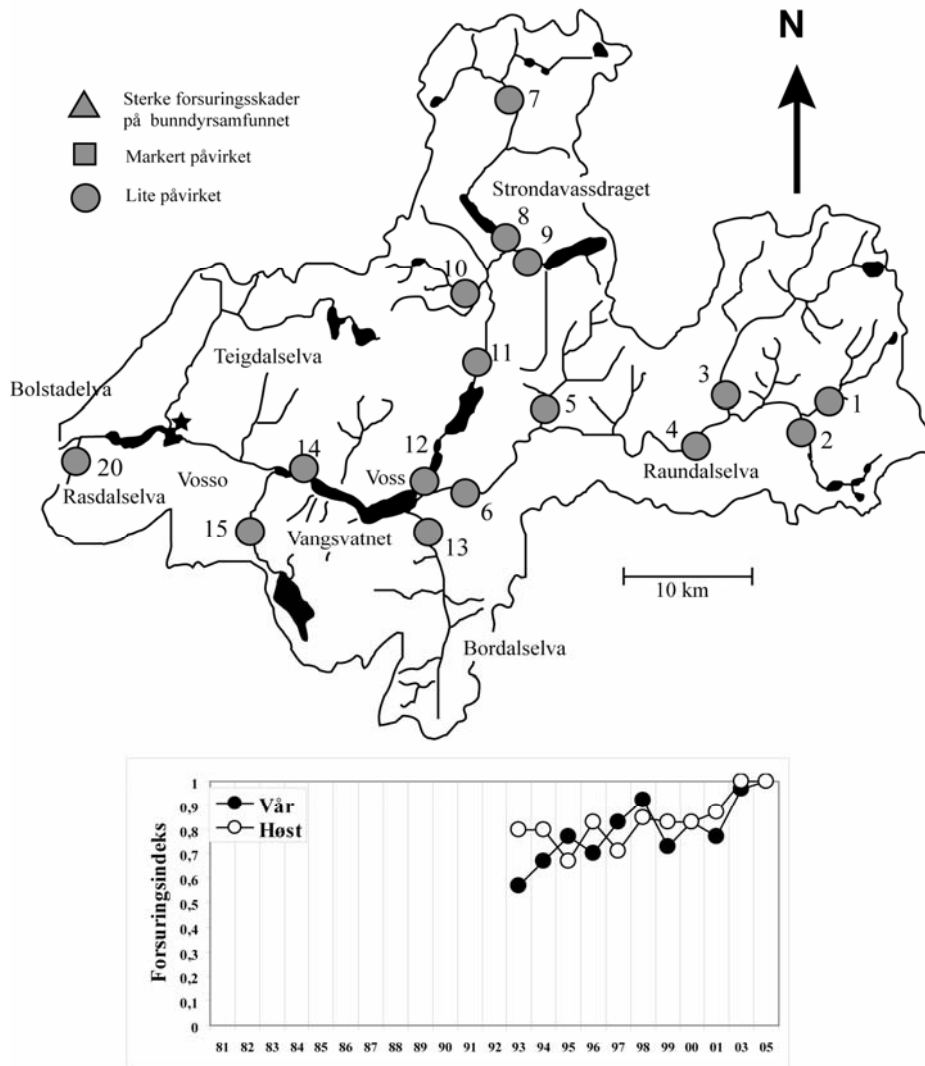 N
Sterke forsuringsskader
på bunndyrsamfunnet
Markert påvirket
Lite påvirket
7
Strondavassdraget
8
9
10
Teigdalselva
11
Bolstadelva
3
1
5
2
4
12
14
Raundalselva
Voss
20
Vosso
Rasdalselva
6
15
Vangsvatnet
13
10 km
Bordalselva
Forsuringsindeks
1
0,9
0,8
0,7
0,6
0,5
0,4
0,3
0,2
0,1
0
Vår
Høst
81 82 83 84 85 86 87 88 89 90 91 92 93 94 95 96 97 98 99 00 01 03 05